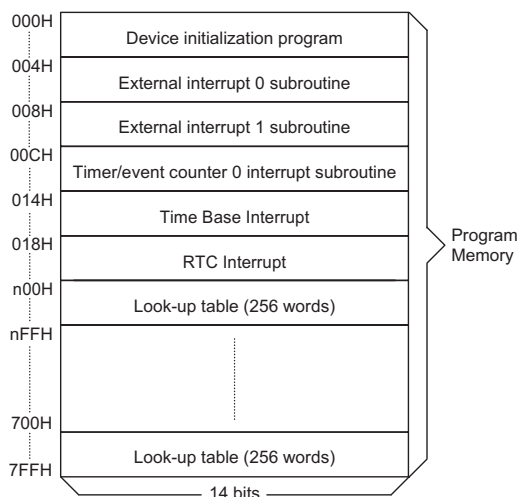 000H
Device initialization program
004H
External interrupt 0 subroutine
008H
External interrupt 1 subroutine
00CH
Timer/event counter 0 interrupt subroutine
014H
Time Base Interrupt
018H
RTC Interrupt
n00H
Look-up table (256 words)
nFFH
700H
Look-up table (256 words)
7FFH
14 bits
Program
Memory